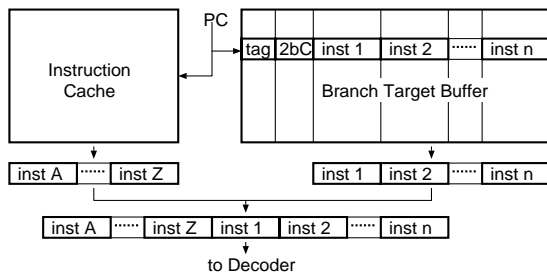 PC
tag 2bC inst 1 inst 2 ...... inst n
Instruction
Cache
Branch Target Buffer
inst A ...... inst Z
inst 1 inst 2 ...... inst n
inst A ...... inst Z inst 1 inst 2 ...... inst n
to Decoder